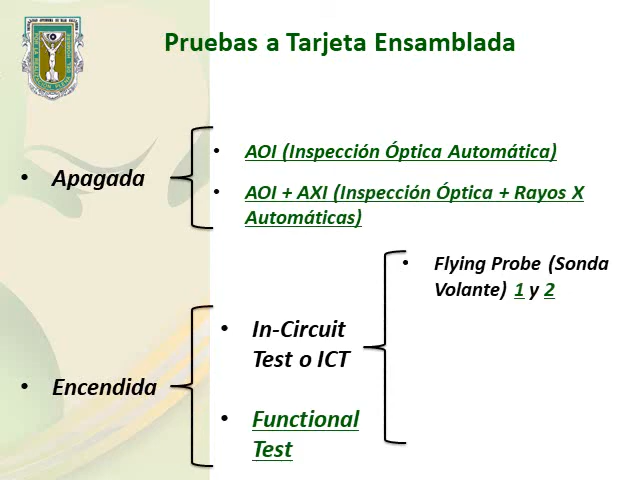 Pruebas a Tarjeta Ensamblada
• Apagada
• AOI (Inspección Óptica Automática)
• AOI + AXI (Inspección Óptica + Rayos X
Automáticas)
• Encendida
• In-Circuit
Test o ICT
• Functional
Test
• Flying Probe (Sonda
Volante) 1 y 2